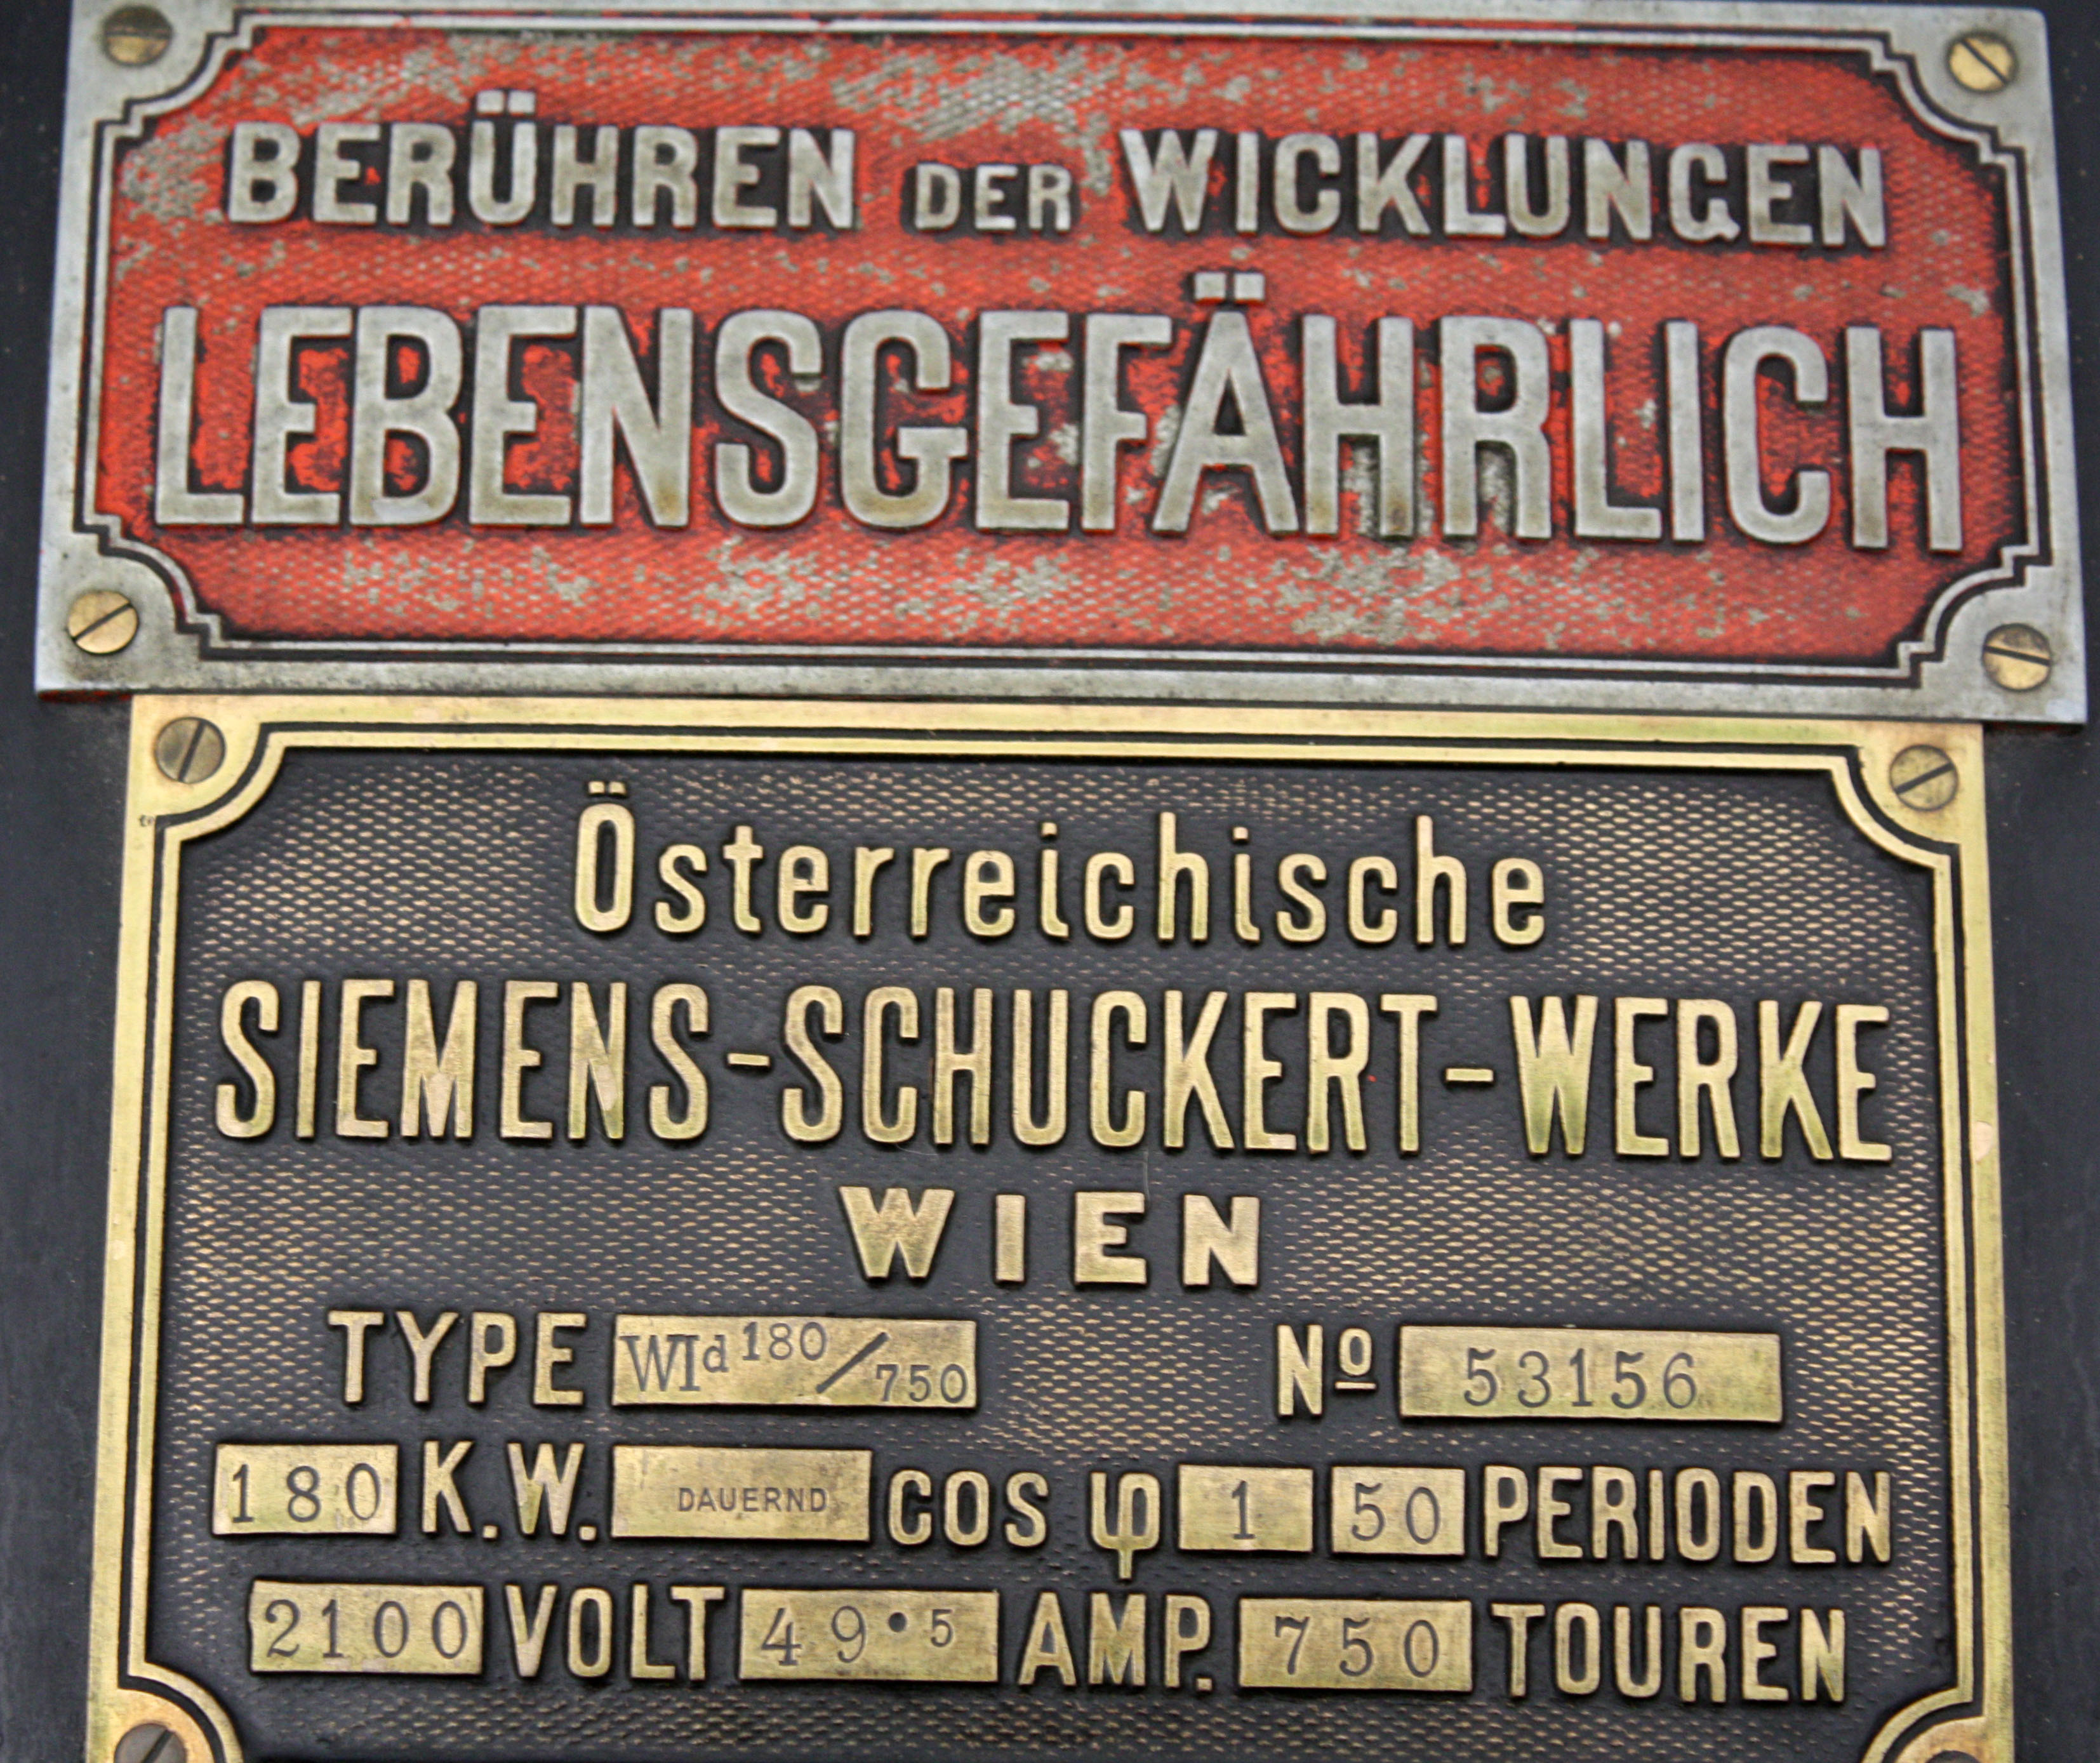 BERÜHREN DER WICKLUNGEN
LEBENSGEFÄHRLICH
Österreichische
SIEMENS-SCHUCKERT-WERKE
WIEN
TYPE WId 180/750 Nº 53156
180 K.W. DAUERND COS φ 1 50 PERIODEN
2100 VOLT 49·5 AMP. 750 TOUREN